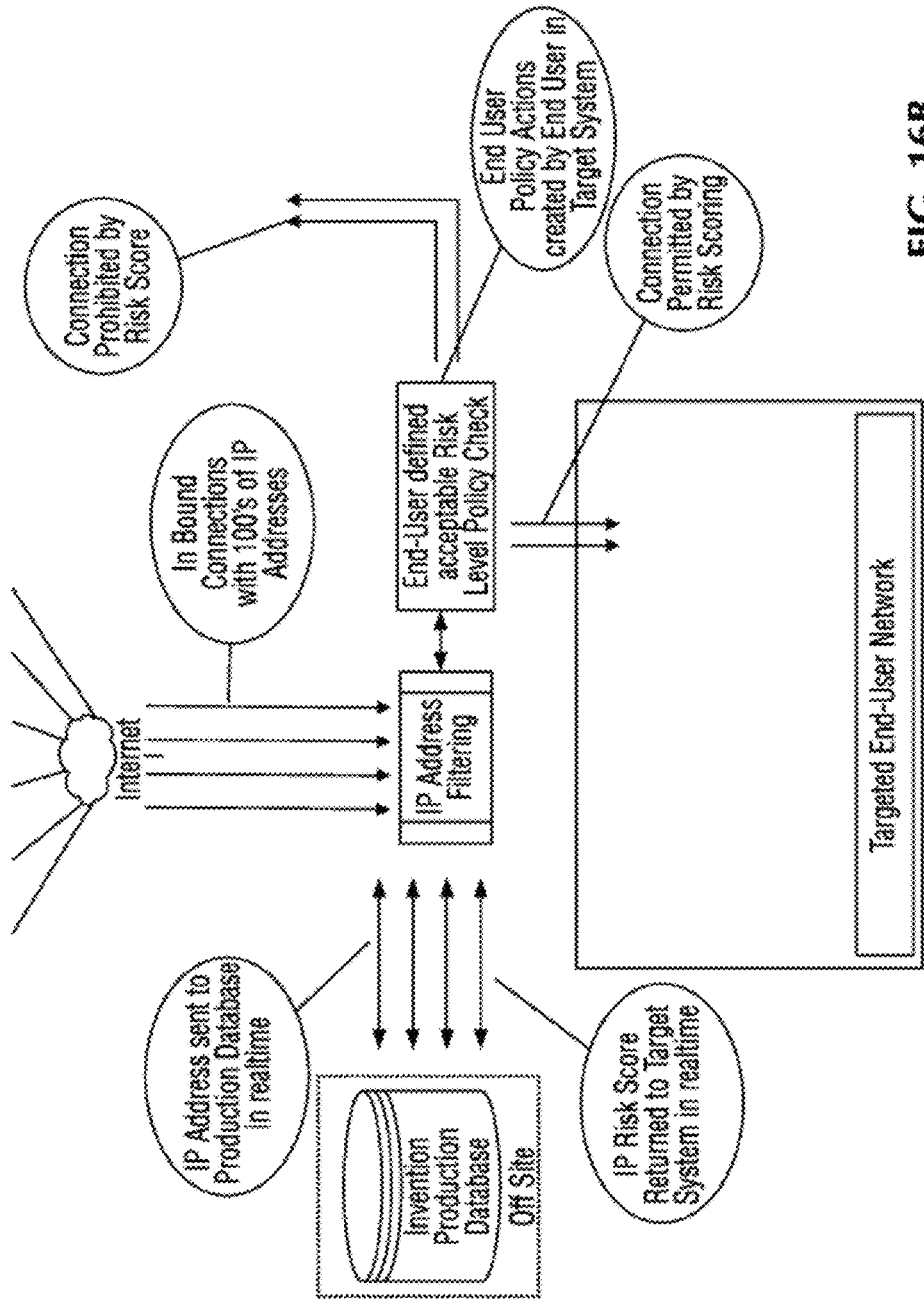 Connection
Prohibited by
Risk Score
In Bound
Connections
with 100's of IP
Addresses
Internet
IP Address sent to
Production Database
in realtime
Invention
Production
Database
Off Site
IP Address
Filtering
End-User defined
acceptable Risk
Level Policy Check
End User
Policy Actions
created by End User in
Target System
Connection
Permitted by
Risk Scoring
IP Risk Score
Returned to Target
System in realtime
Targeted End-User Network
FIG. 16B